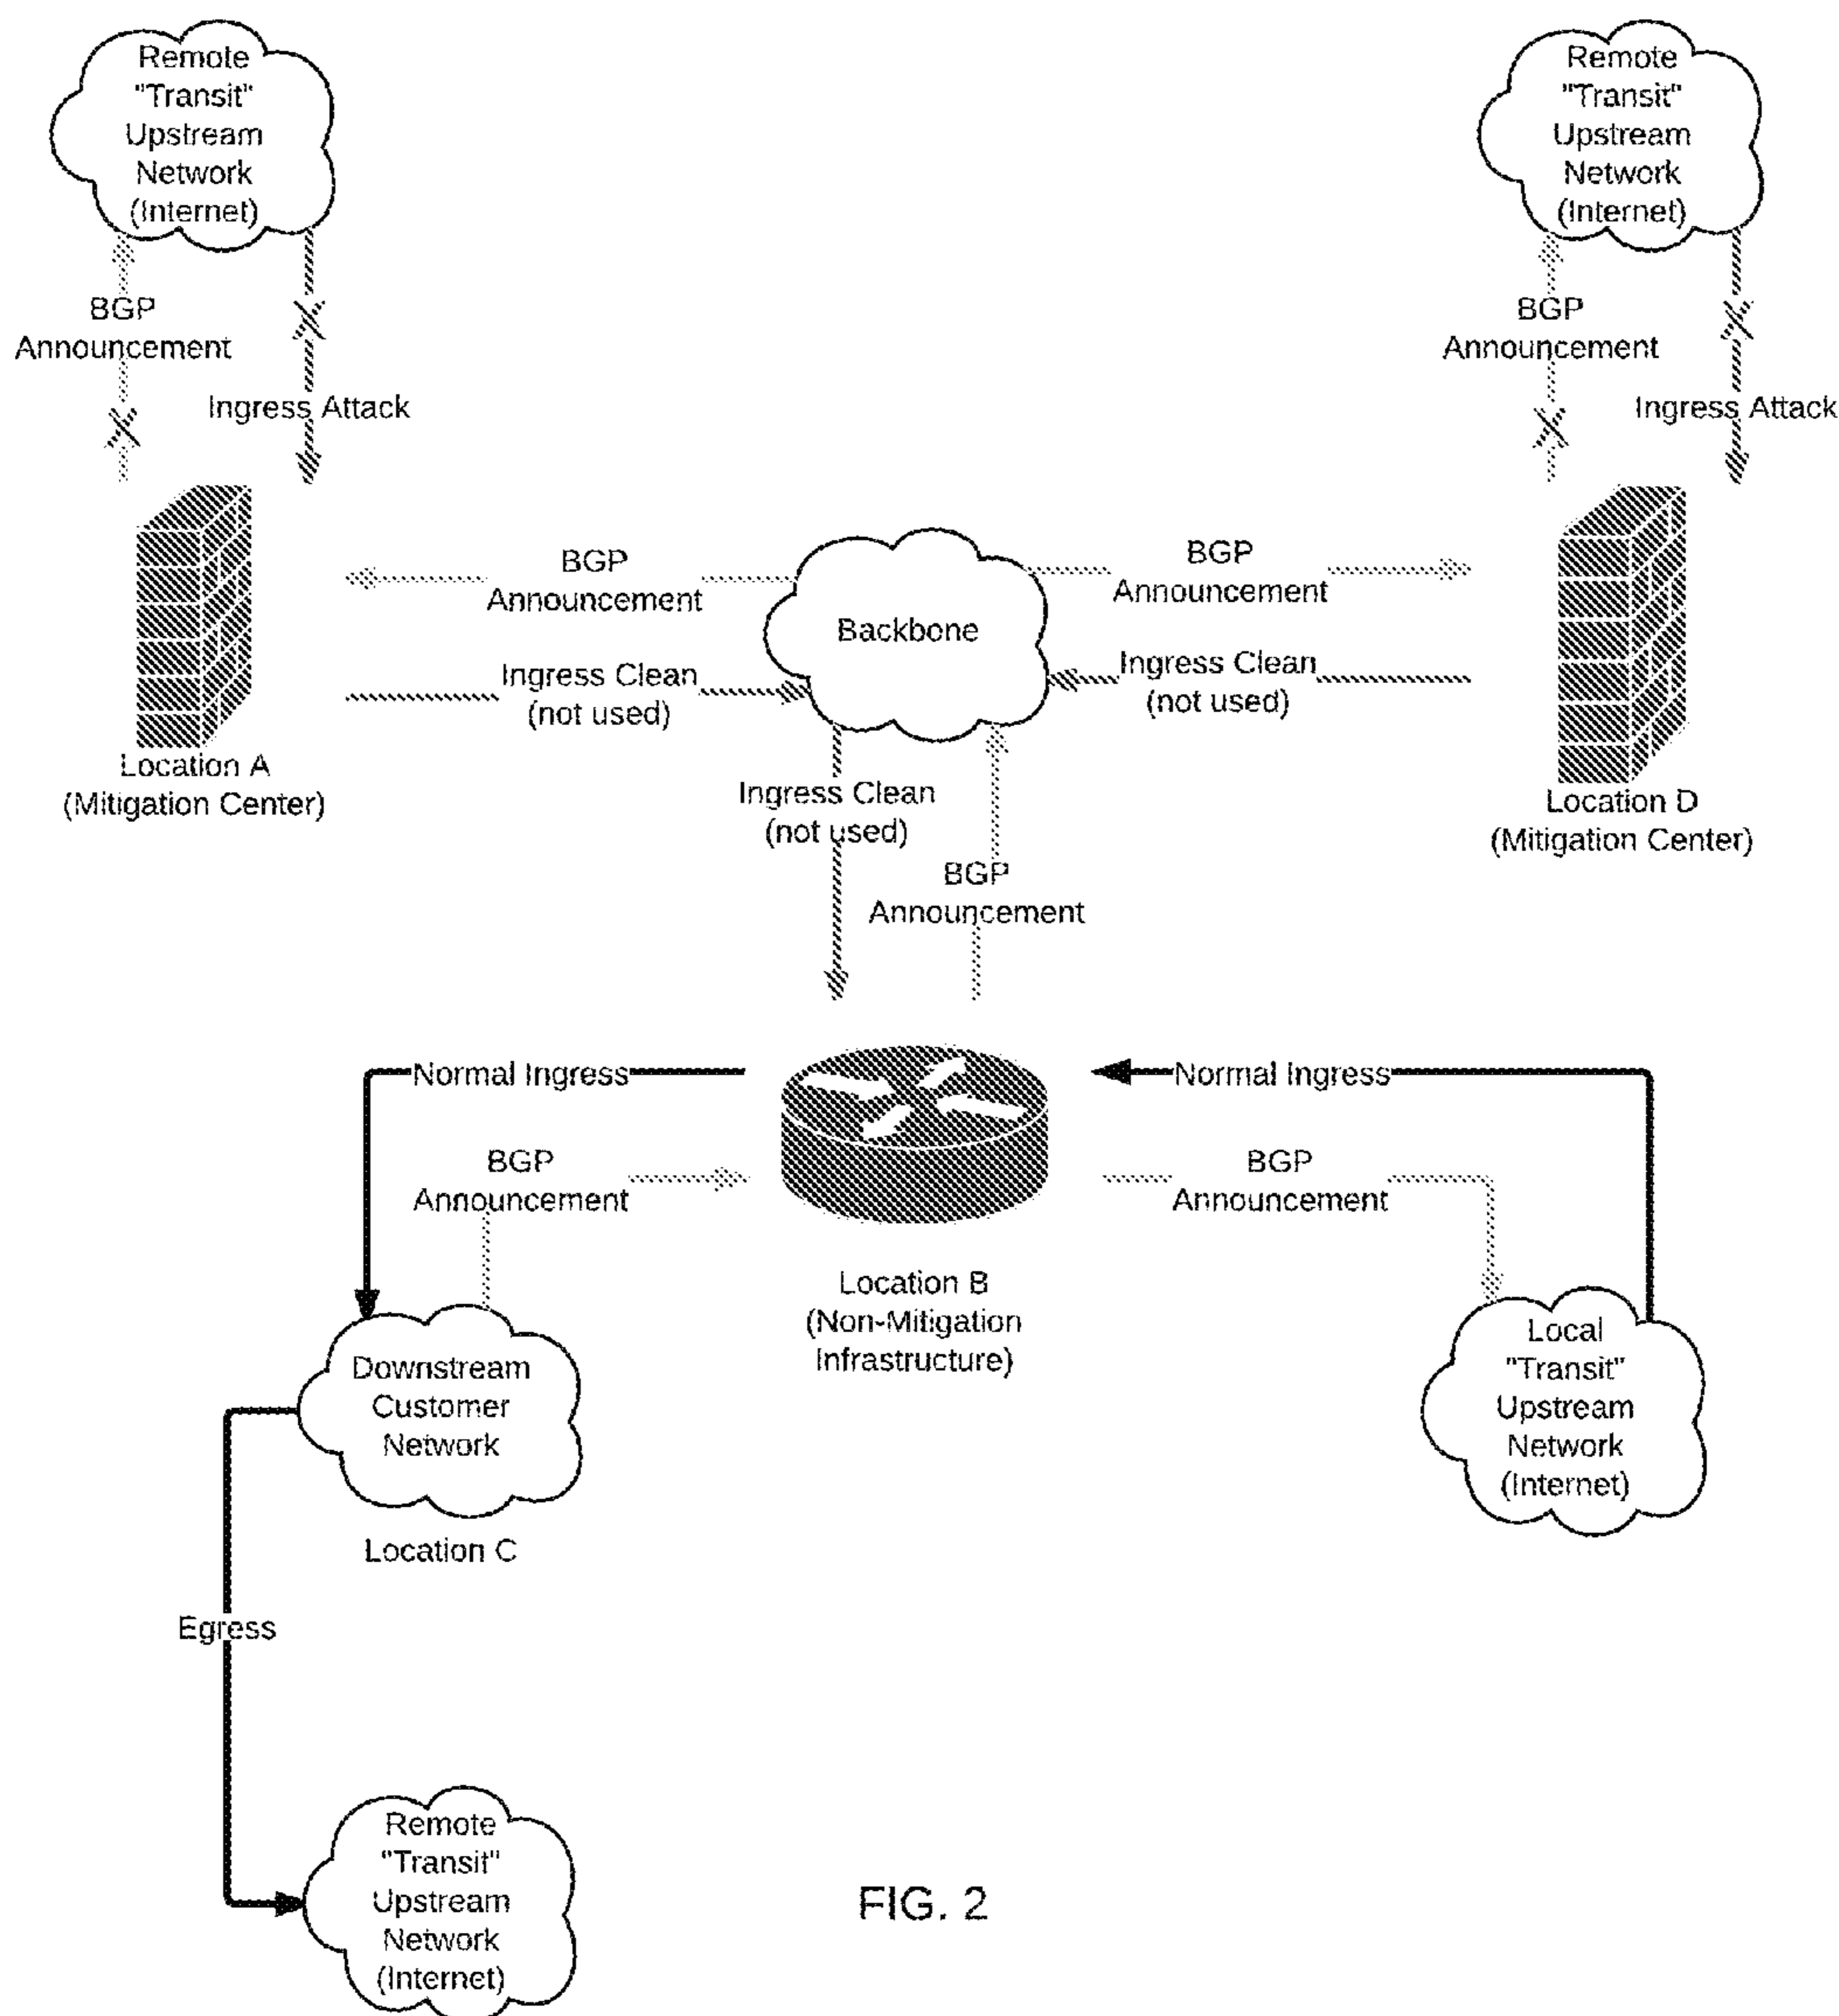 Remote
"Transit"
Upstream
Network
(Internet)
Remote
"Transit"
Upstream
Network
(Internet)
BGP
Announcement
Ingress Attack
BGP
Announcement
Ingress Attack
BGP
Announcement
Backbone
BGP
Announcement
Ingress Clean
(not used)
Ingress Clean
(not used)
Location A
(Mitigation Center)
Ingress Clean
(not used)
Location D
(Mitigation Center)
BGP
Announcement
Normal Ingress
Normal Ingress
BGP
Announcement
BGP
Announcement
Location B
(Non-Mitigation
Infrastructure)
Downstream
Customer
Network
Location C
Local
"Transit"
Upstream
Network
(Internet)
Egress
Remote
"Transit"
Upstream
Network
(Internet)
FIG. 2